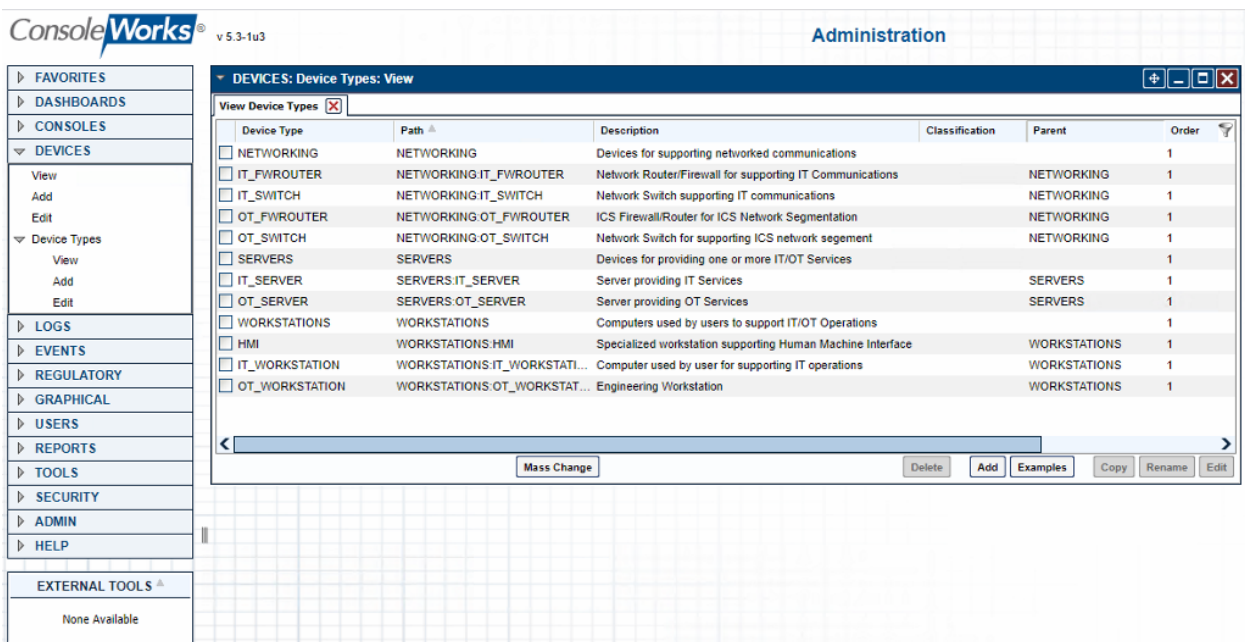 ConsoleWorks® v 5.3-1u3
Administration
FAVORITES
DASHBOARDS
CONSOLES
DEVICES
View
Add
Edit
Device Types
View
Add
Edit
LOGS
EVENTS
REGULATORY
GRAPHICAL
USERS
REPORTS
TOOLS
SECURITY
ADMIN
HELP
EXTERNAL TOOLS
None Available
DEVICES: Device Types: View
View Device Types
Device Type Path Description Classification Parent Order
NETWORKING NETWORKING Devices for supporting networked communications 1
IT_FWROUTER NETWORKING:IT_FWROUTER Network Router/Firewall for supporting IT Communications NETWORKING 1
IT_SWITCH NETWORKING:IT_SWITCH Network Switch supporting IT communications NETWORKING 1
OT_FWROUTER NETWORKING:OT_FWROUTER ICS Firewall/Router for ICS Network Segmentation NETWORKING 1
OT_SWITCH NETWORKING:OT_SWITCH Network Switch for supporting ICS network segement NETWORKING 1
SERVERS SERVERS Devices for providing one or more IT/OT Services 1
IT_SERVER SERVERS:IT_SERVER Server providing IT Services SERVERS 1
OT_SERVER SERVERS:OT_SERVER Server providing OT Services SERVERS 1
WORKSTATIONS WORKSTATIONS Computers used by users to support IT/OT Operations 1
HMI WORKSTATIONS:HMI Specialized workstation supporting Human Machine Interface WORKSTATIONS 1
IT_WORKSTATION WORKSTATIONS:IT_WORKSTATI... Computer used by user for supporting IT operations WORKSTATIONS 1
OT_WORKSTATION WORKSTATIONS:OT_WORKSTAT... Engineering Workstation WORKSTATIONS 1
Mass Change Delete Add Examples Copy Rename Edit